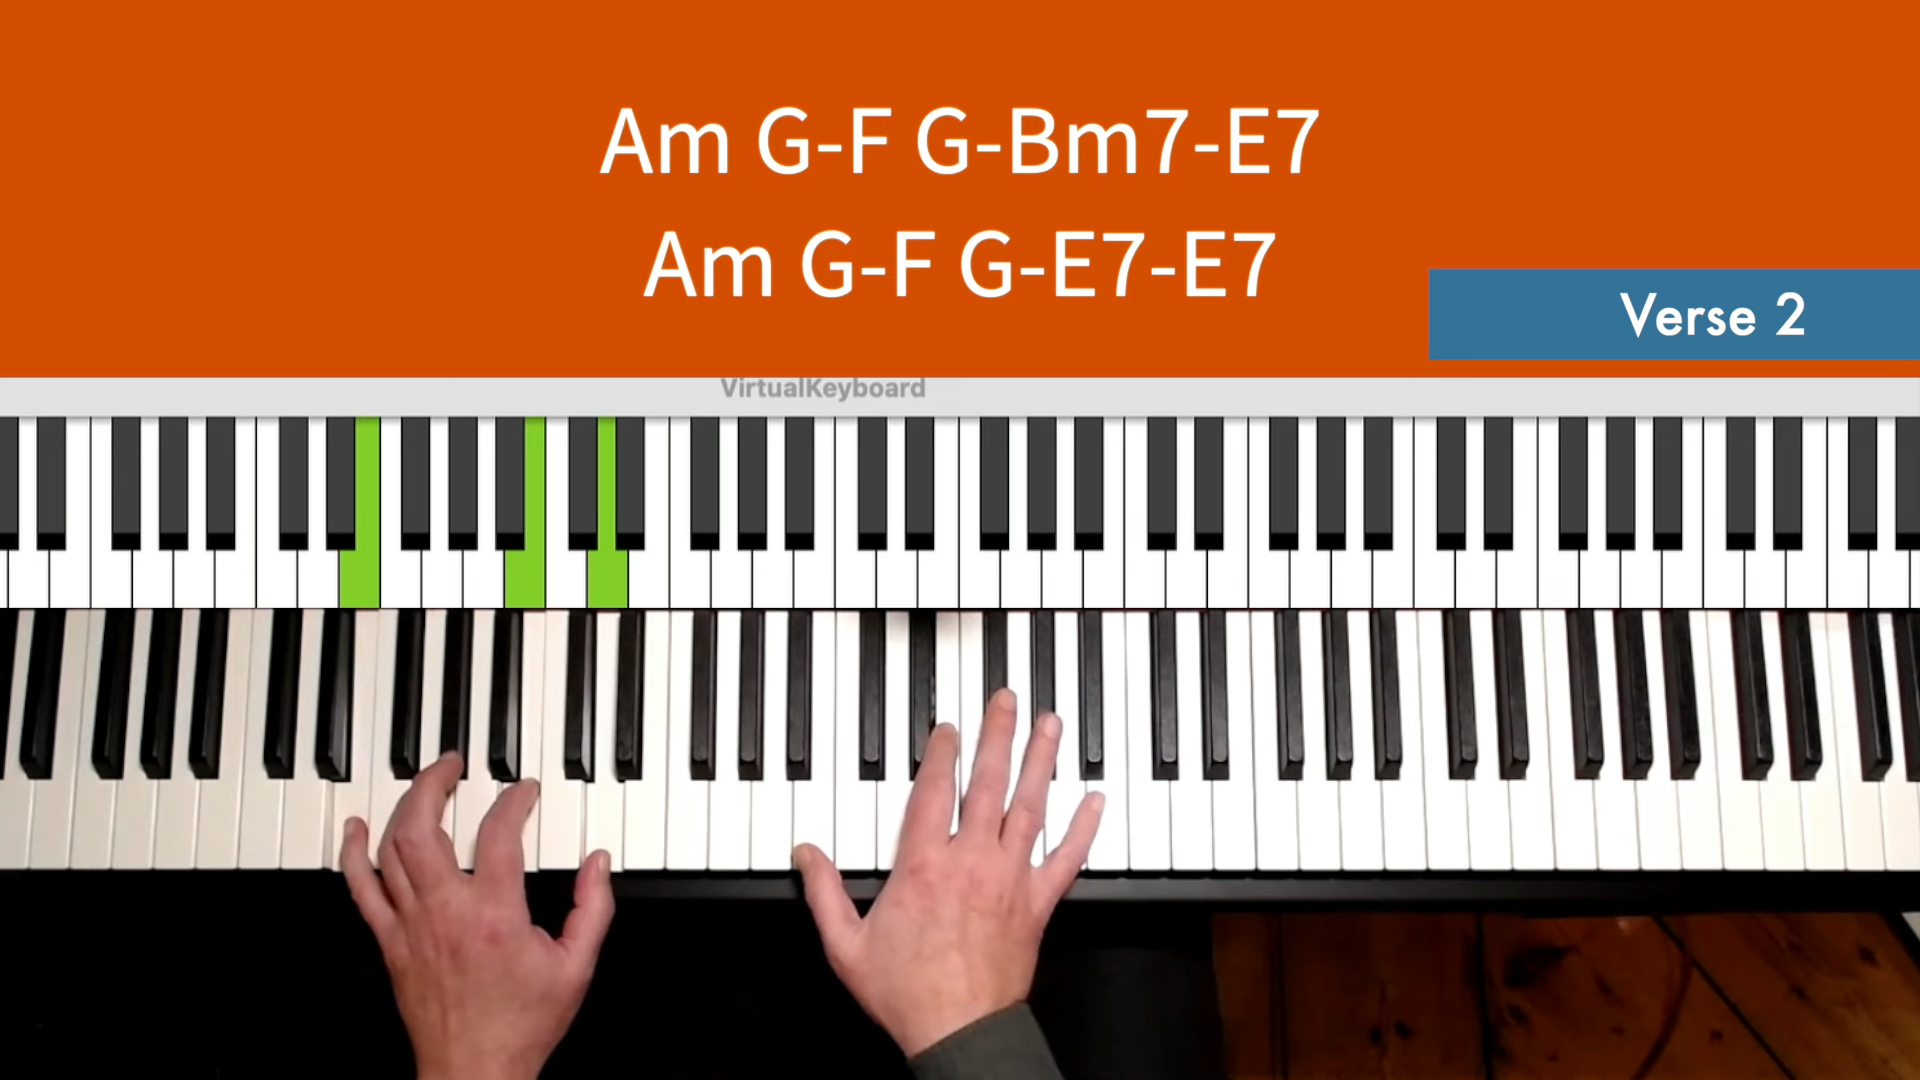 Am G-F G-Bm7-E7
Am G-F G-E7-E7
Verse 2
VirtualKeyboard